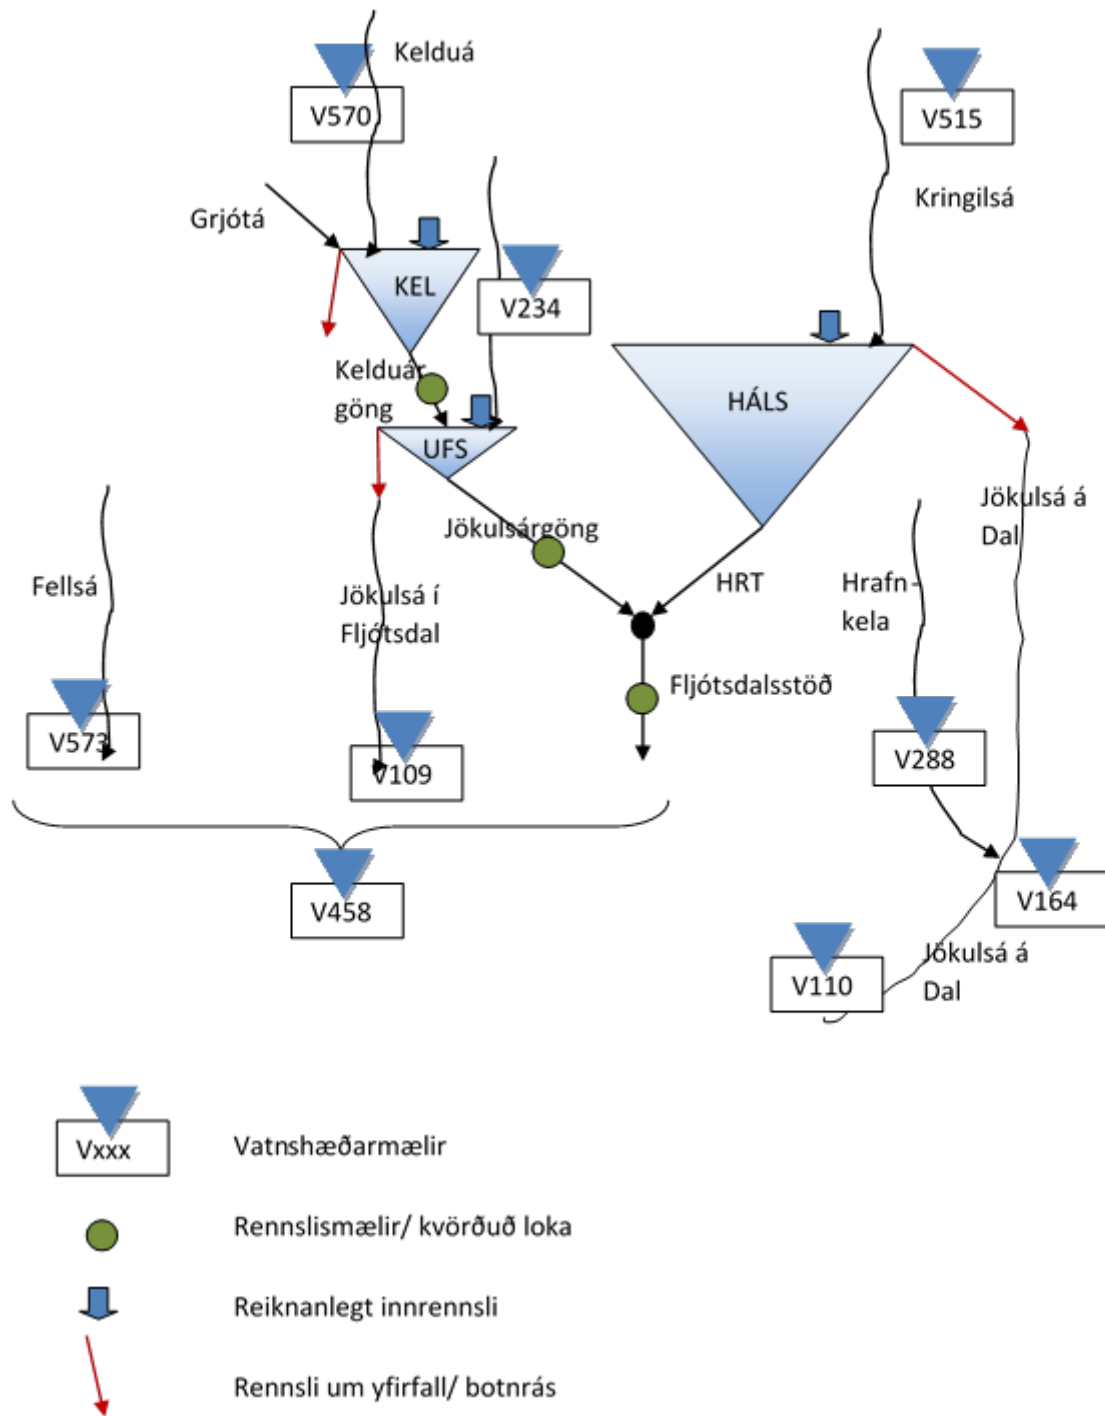 Kelduá
V570
V515
Kringilsá
Grjótá
KEL
V234
Kelduár
göng
HÁLS
UFS
Jökulsá á
Dal
Jökulsárgöng
Fellsá
Jökulsá í
Fljótsdal
HRT
Hrafn-
kela
Fljótsdalsstöð
V573
V109
V288
V458
V164
Jökulsá á
Dal
V110
Vxxx
Vatnshæðarmælir
Rennslismælir/ kvörðuð loka
Reiknanlegt innrennsli
Rennsli um yfirfall/ botnrás